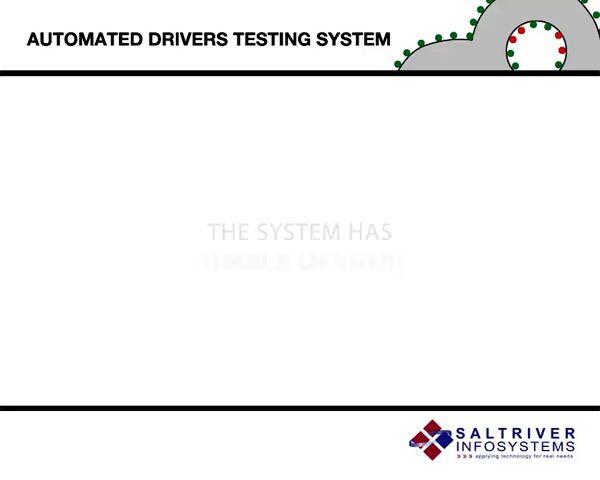 AUTOMATED DRIVERS TESTING SYSTEM
THE SYSTEM HAS
SALTRIVER
INFOSYSTEMS
››› applying technology for real needs